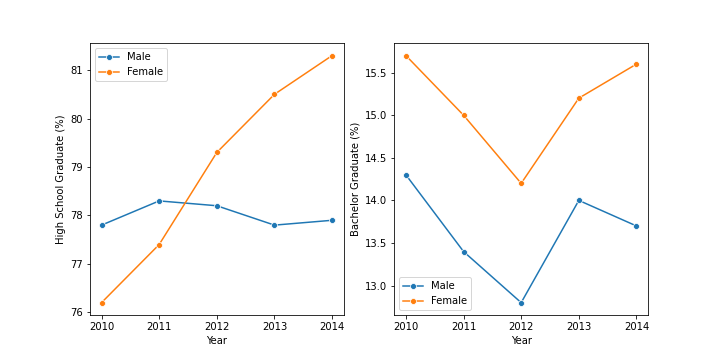 High School Graduate (%)
81
80
79
78
77
76
Male
Female
2010 2011 2012 2013 2014
Year
Bachelor Graduate (%)
15.5
15.0
14.5
14.0
13.5
13.0
Male
Female
2010 2011 2012 2013 2014
Year